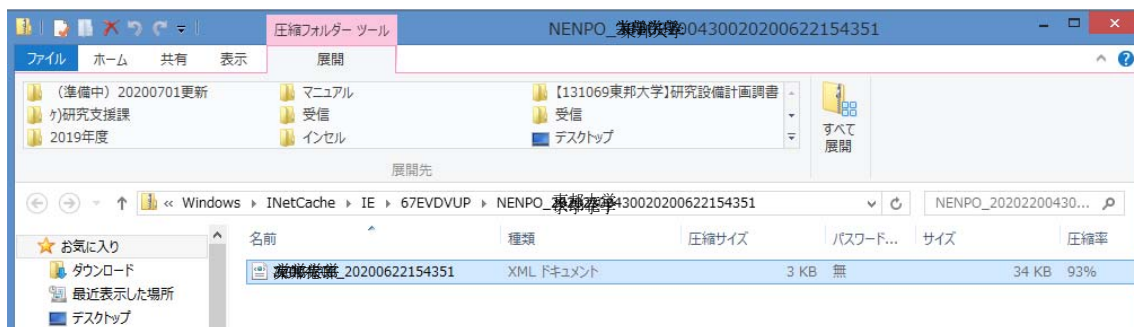 圧縮フォルダー ツール
NENPO_
0430020200622154351
ファイル ホーム 共有 表示 展開
(準備中) 20200701更新 マニュアル 【131069東邦大学】研究設備計画調書
ｹ)研究支援課 受信 受信
2019年度 インセル デスクトップ
すべて
展開
展開先
« Windows INetCache IE 67EVDVUP NENPO_ 430020200622154351 NENPO_20202200430...
お気に入り
ダウンロード
最近表示した場所
デスクトップ
名前 種類 圧縮サイズ パスワード... サイズ 圧縮率
_20200622154351 XML ドキュメント 3 KB 無 34 KB 93%